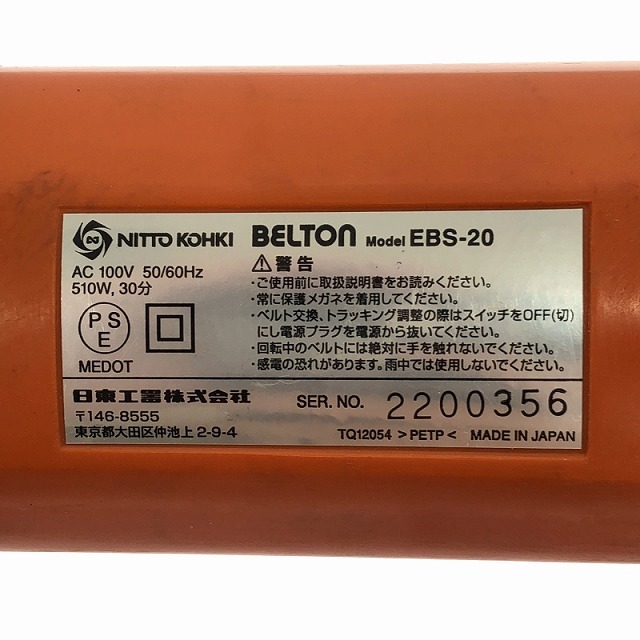 NITTO KOHKI BELTON Model EBS-20
AC 100V 50/60Hz
510W, 30分
PSE
MEDOT
⚠警告
・ご使用前に取扱説明書をお読みください。
・常に保護メガネを着用してください。
・ベルト交換、トラッキング調整の際はスイッチをOFF(切)
にし電源プラグを電源から抜いてください。
・回転中のベルトには絶対に手を触れないでください。
・感電の恐れがあります。雨中では使用しないでください。
日東工器株式会社
〒146-8555
東京都大田区仲池上2-9-4
SER. NO. 2200356
TQ12054 >PETP< MADE IN JAPAN